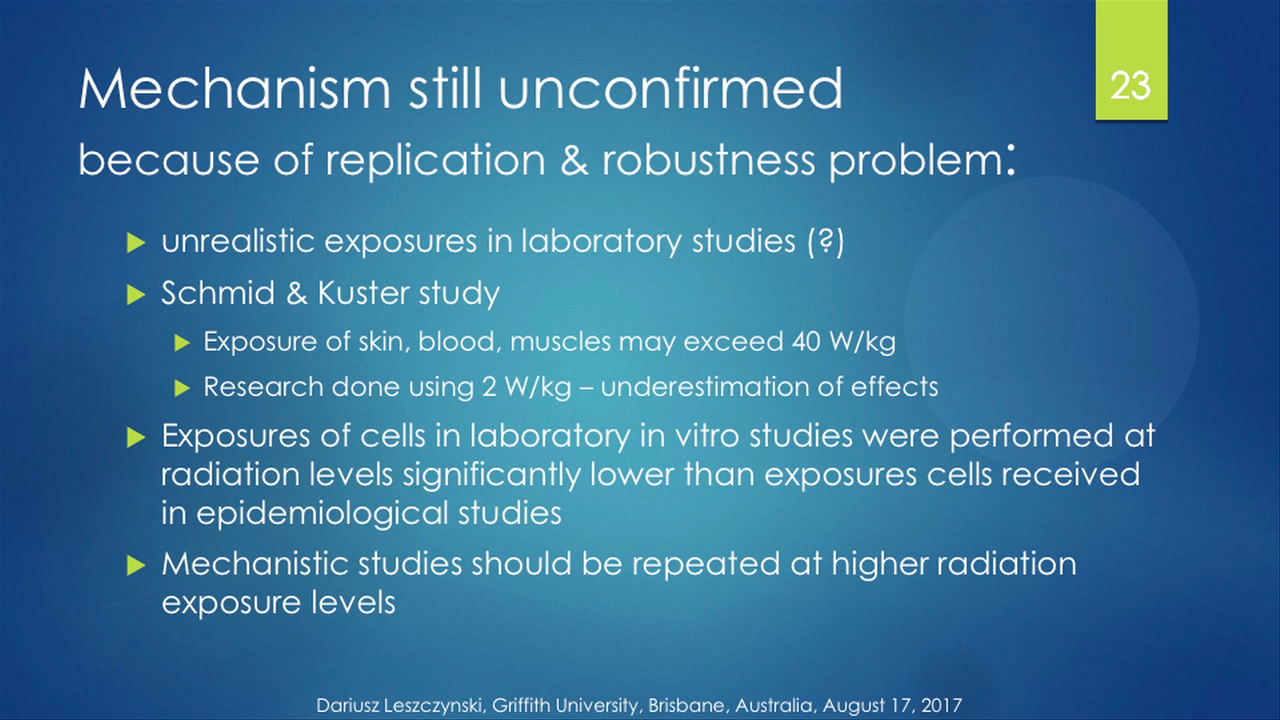 Mechanism still unconfirmed
23
because of replication & robustness problem:
unrealistic exposures in laboratory studies (?)
Schmid & Kuster study
Exposure of skin, blood, muscles may exceed 40 W/kg
Research done using 2 W/kg – underestimation of effects
Exposures of cells in laboratory in vitro studies were performed at
radiation levels significantly lower than exposures cells received
in epidemiological studies
Mechanistic studies should be repeated at higher radiation
exposure levels
Dariusz Leszczynski, Griffith University, Brisbane, Australia, August 17, 2017